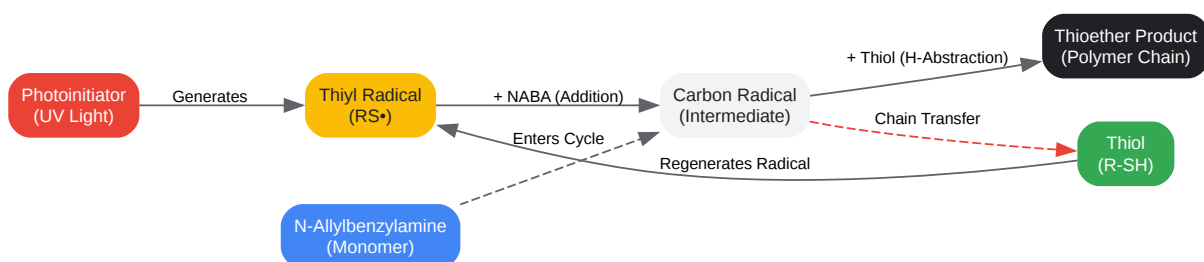 Photoinitiator
(UV Light)
Generates
Thiyl Radical
(RS•)
+ NABA (Addition)
Carbon Radical
(Intermediate)
+ Thiol (H-Abstraction)
Thioether Product
(Polymer Chain)
Chain Transfer
Thiol
(R-SH)
Enters Cycle
Regenerates Radical
N-Allylbenzylamine
(Monomer)